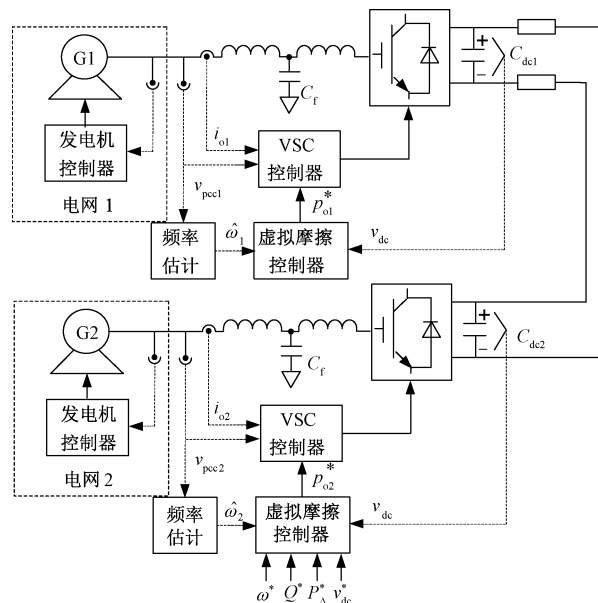 G1
发电机
控制器
电网 1
C_f
i_o1
v_pcc1
频率
估计
ω̂_1
VSC
控制器
p_o1^*
虚拟摩擦
控制器
v_dc
+
−
C_dc1
G2
发电机
控制器
电网 2
C_f
i_o2
v_pcc2
频率
估计
ω̂_2
VSC
控制器
p_o2^*
虚拟摩擦
控制器
v_dc
+
−
C_dc2
ω^* Q^* P_Δ^* v_dc^*